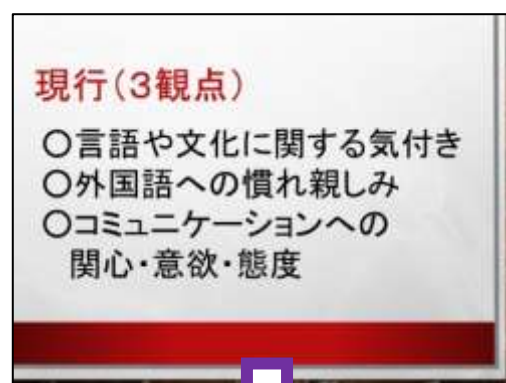 現行(3観点)
○言語や文化に関する気付き
○外国語への慣れ親しみ
○コミュニケーションへの
関心・意欲・態度